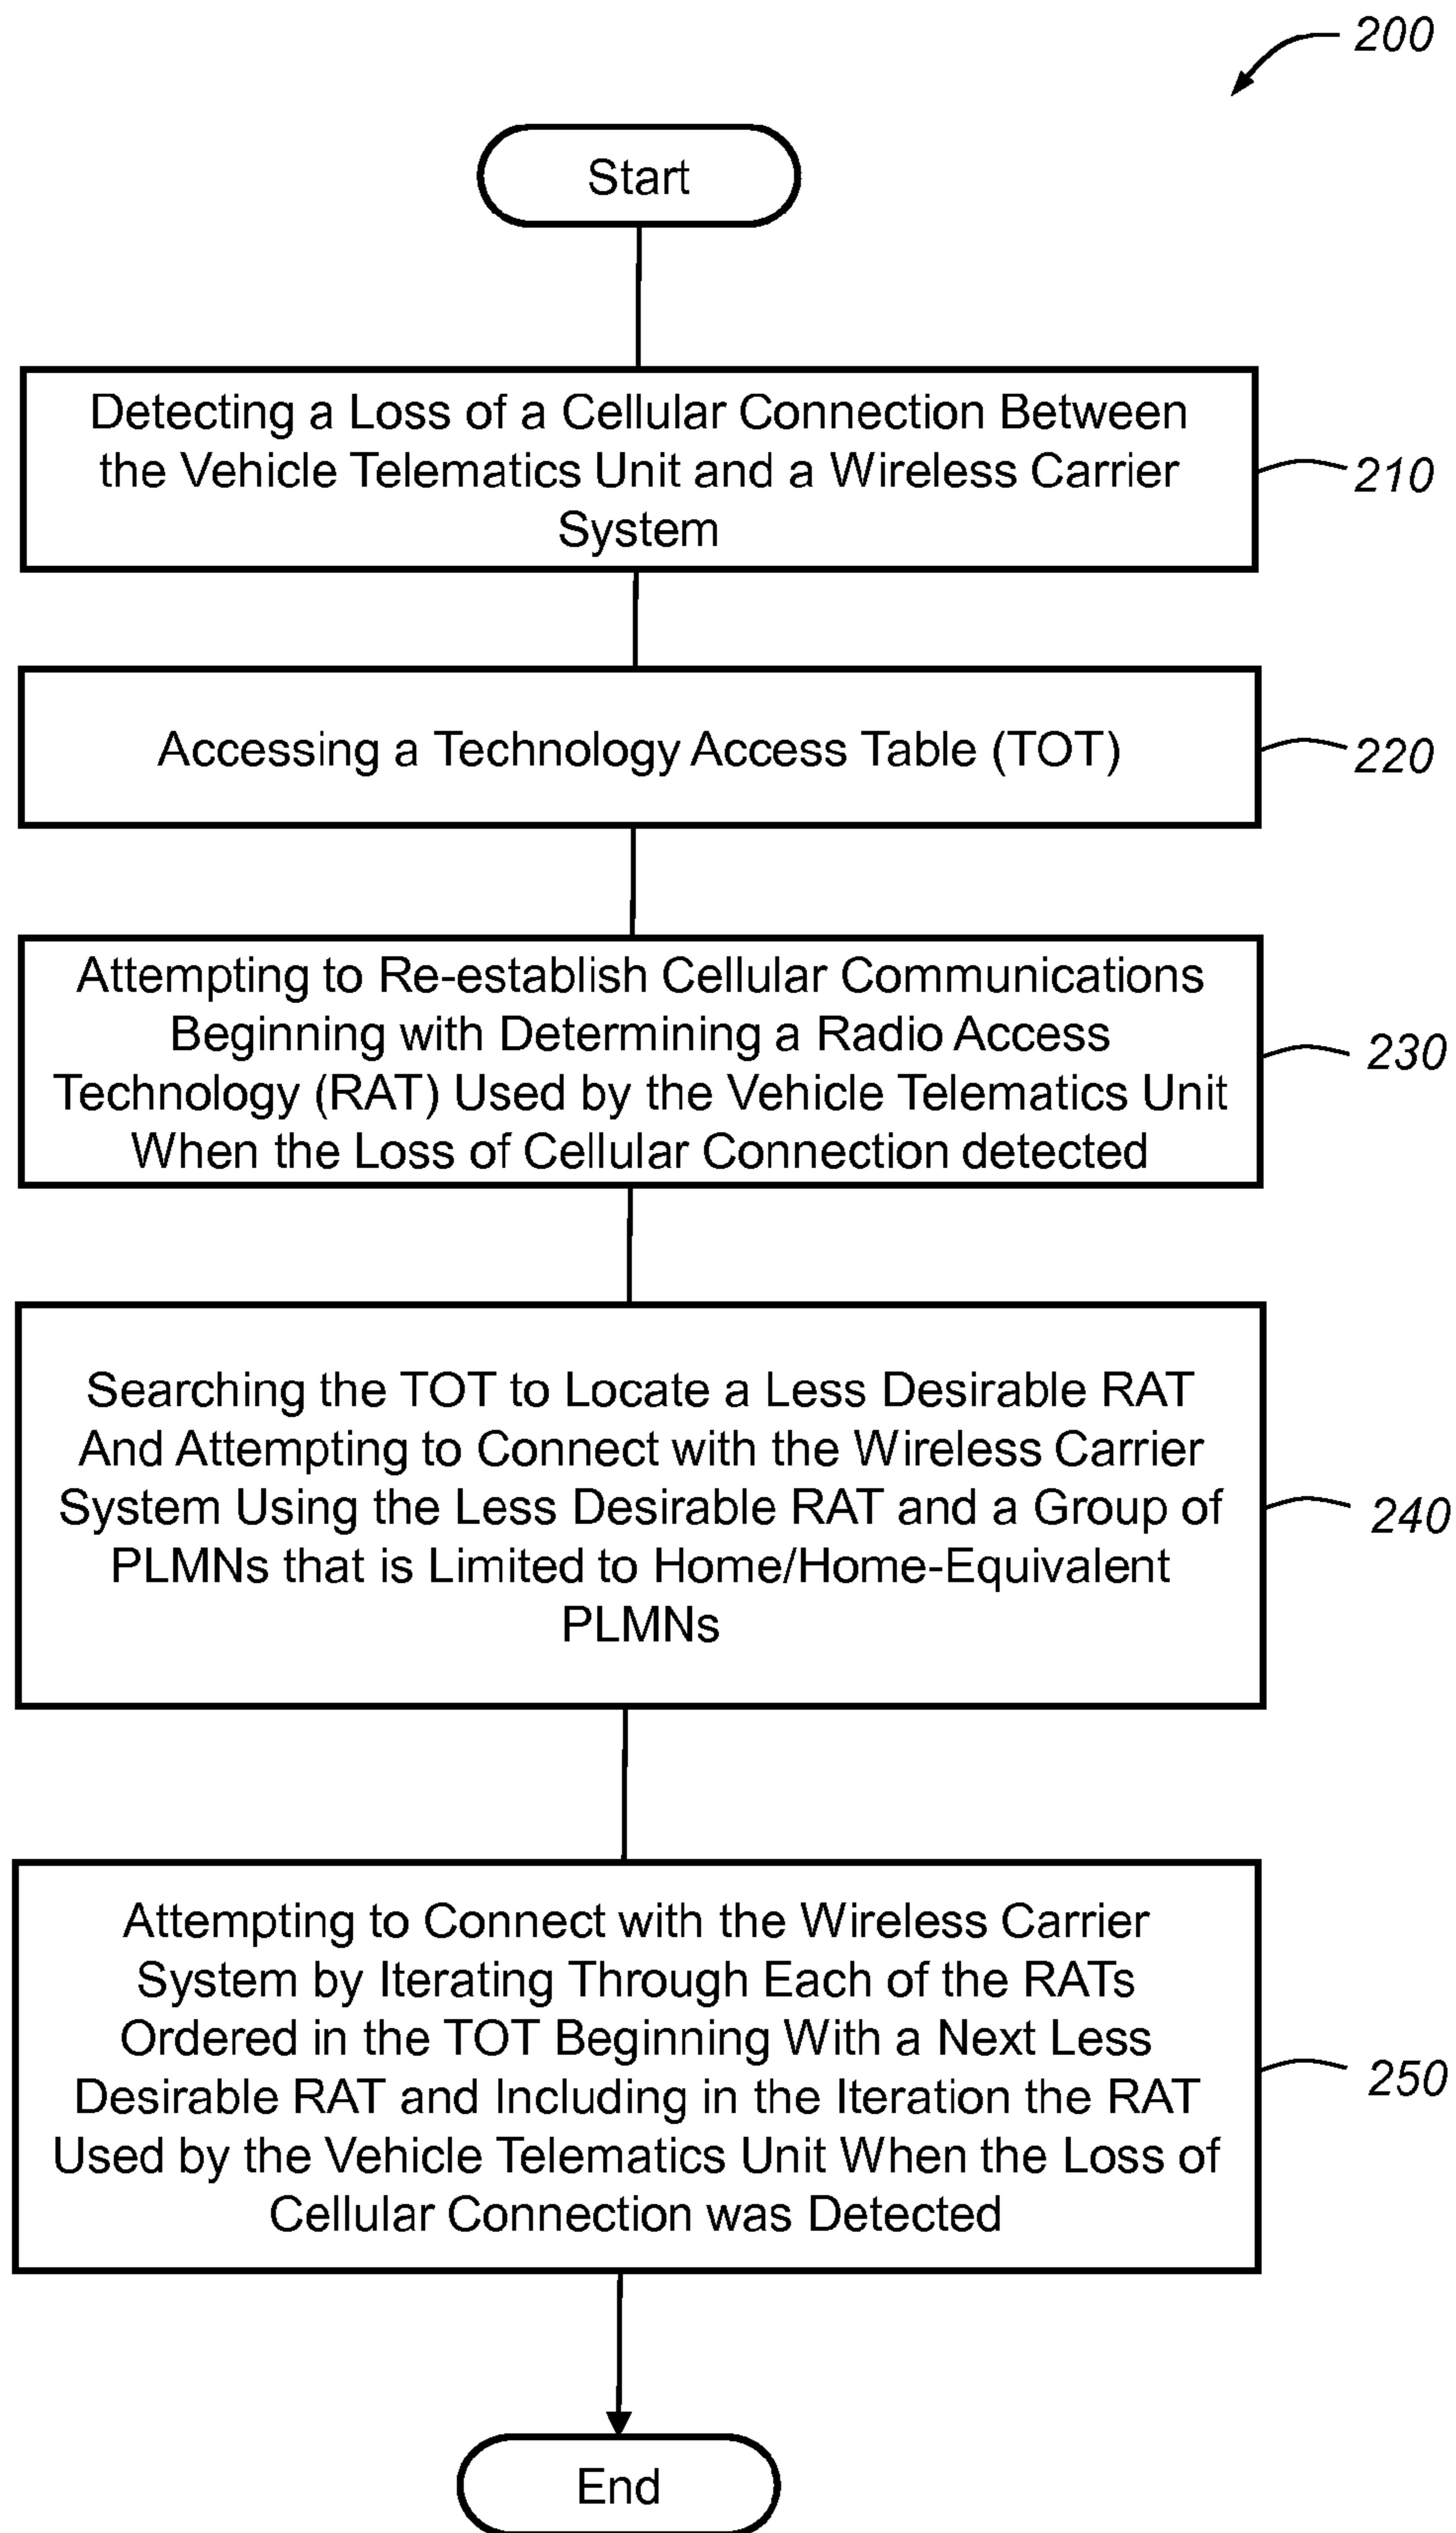 200
Start
Detecting a Loss of a Cellular Connection Between
the Vehicle Telematics Unit and a Wireless Carrier
System
210
Accessing a Technology Access Table (TOT)
220
Attempting to Re-establish Cellular Communications
Beginning with Determining a Radio Access
Technology (RAT) Used by the Vehicle Telematics Unit
When the Loss of Cellular Connection detected
230
Searching the TOT to Locate a Less Desirable RAT
And Attempting to Connect with the Wireless Carrier
System Using the Less Desirable RAT and a Group of
PLMNs that is Limited to Home/Home-Equivalent
PLMNs
240
Attempting to Connect with the Wireless Carrier
System by Iterating Through Each of the RATs
Ordered in the TOT Beginning With a Next Less
Desirable RAT and Including in the Iteration the RAT
Used by the Vehicle Telematics Unit When the Loss of
Cellular Connection was Detected
250
End